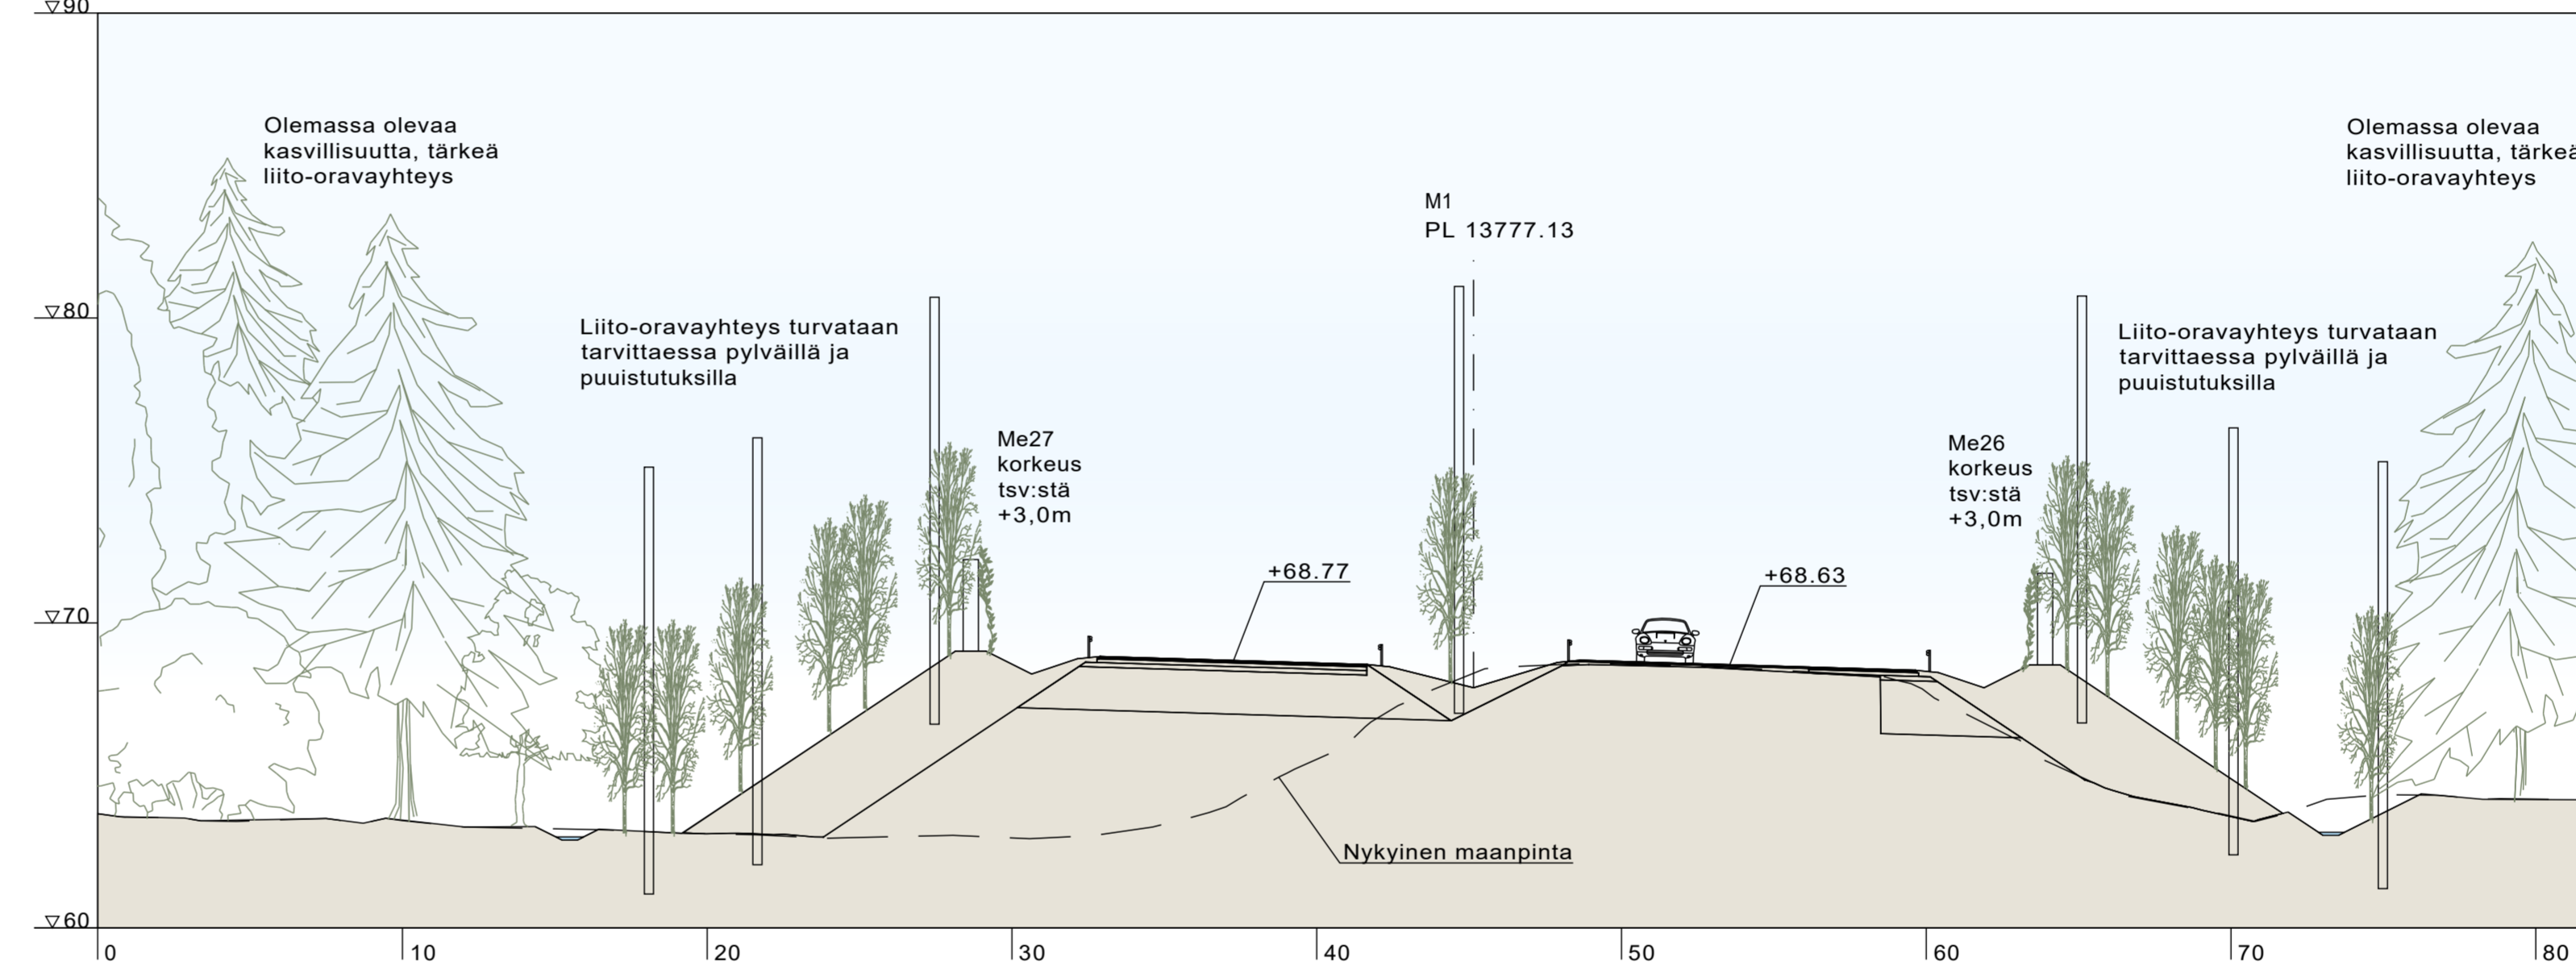 ▽90
Olemassa olevaa
kasvillisuutta, tärkeä
liito-oravayhteys
Olemassa olevaa
kasvillisuutta, tärkeä
liito-oravayhteys
M1
PL 13777.13
▽80
Liito-oravayhteys turvataan
tarvittaessa pylväillä ja
puuistutuksilla
Liito-oravayhteys turvataan
tarvittaessa pylväillä ja
puuistutuksilla
Me27
korkeus
tsv:stä
+3,0m
Me26
korkeus
tsv:stä
+3,0m
+68.77
+68.63
▽70
Nykyinen maanpinta
▽60
0 10 20 30 40 50 60 70 80